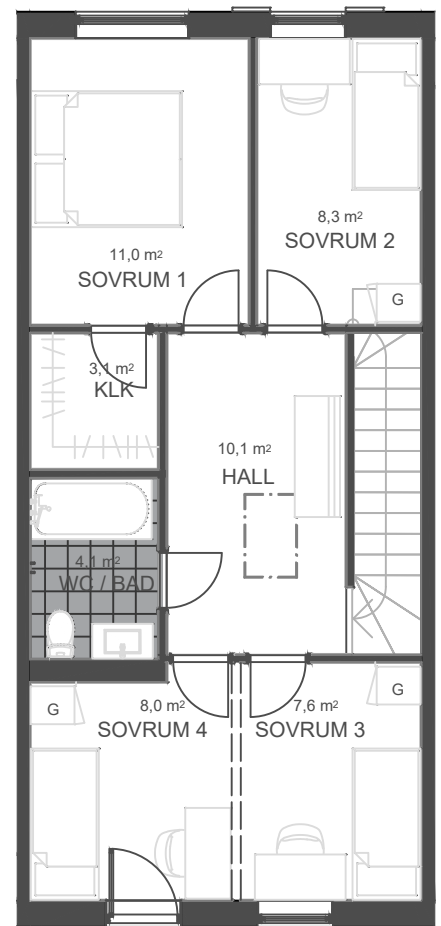 11,0 m²
SOVRUM 1
8,3 m²
SOVRUM 2
G
3,1 m²
KLK
10,1 m²
HALL
4,1 m²
WC / BAD
G
G
8,0 m²
SOVRUM 4
7,6 m²
SOVRUM 3